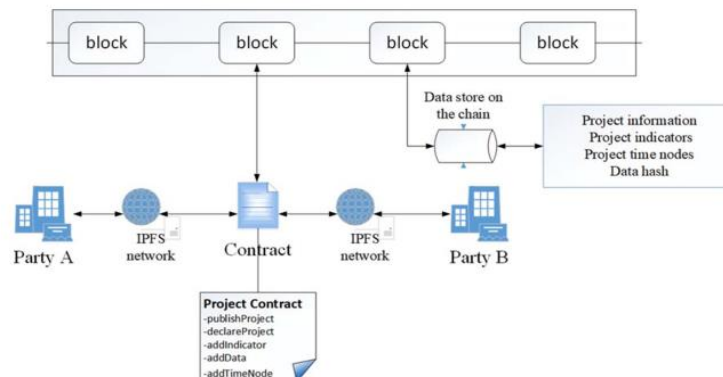 block block block block
Data store on
the chain
Project information
Project indicators
Project time nodes
Data hash
IPFS
network
Contract
IPFS
network
Party A
Party B
Project Contract
-publishProject
-declareProject
-addIndicator
-addData
-addTimeNode